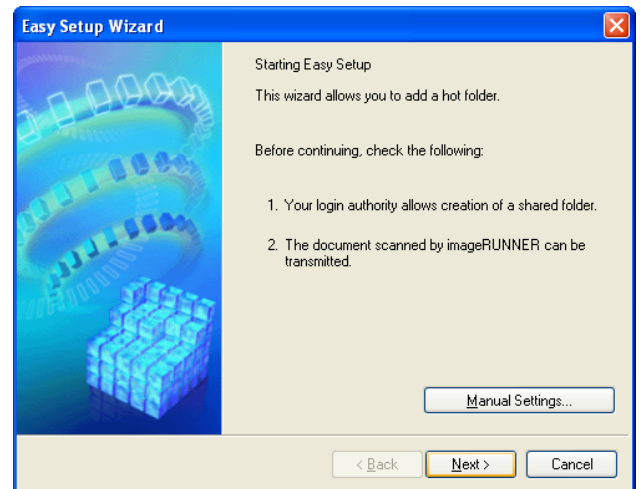 Easy Setup Wizard
Starting Easy Setup
This wizard allows you to add a hot folder.
Before continuing, check the following:
1. Your login authority allows creation of a shared folder.
2. The document scanned by imageRUNNER can be
transmitted.
Manual Settings...
< Back
Next >
Cancel